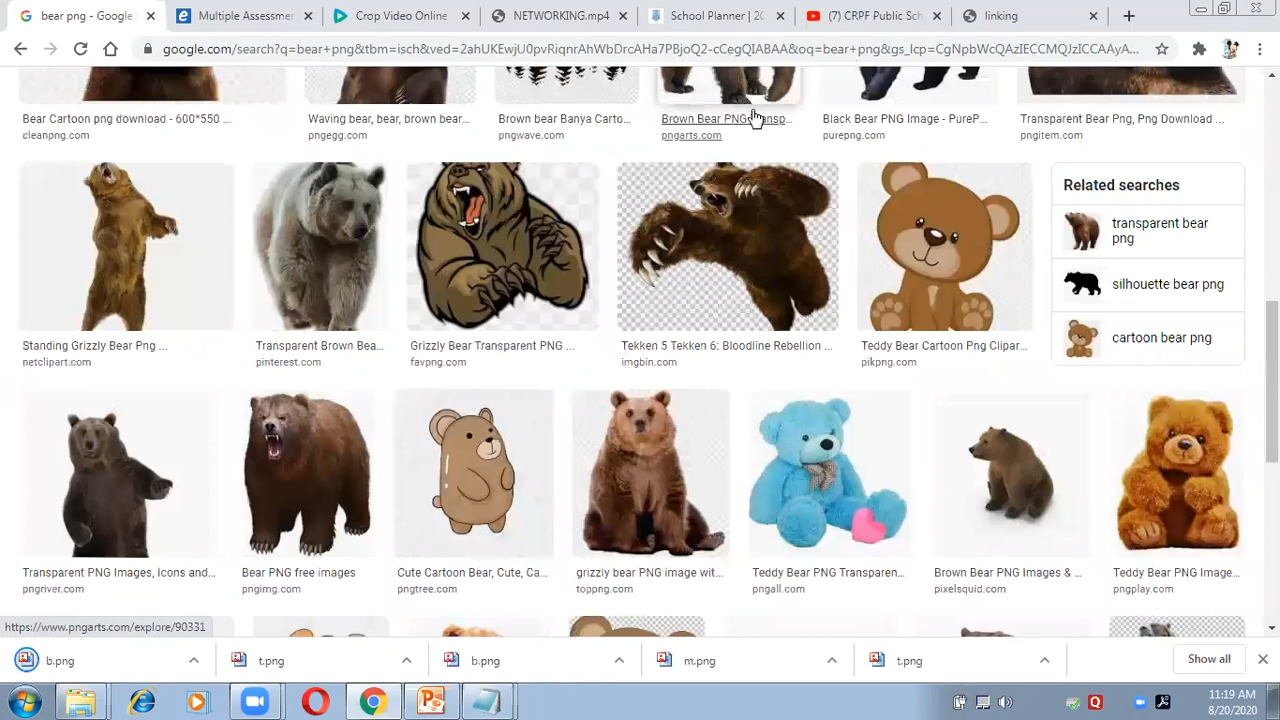 bear png - Google
Multiple Assessmen
Crop Video Online
NETWORKING.mp4
School Planner | 20
(7) CRPF Public Sch
linking
google.com/search?q=bear+png&tbm=isch&ved=2ahUKEwjU0pvRiqnrAhWbDrcAHa7PBjoQ2-cCegQIABAA&oq=bear+png&gs_lcp=CgNpbWcQAzIECCMQJzICCAAyA...
Bear Cartoon png download - 600*550 ...
cleanpng.com
Waving bear, bear, brown bear...
pngegg.com
Brown bear Banya Carto...
pngwave.com
Brown Bear PNG Transp...
pngarts.com
Black Bear PNG Image - PureP...
purepng.com
Transparent Bear Png, Png Download ...
pngitem.com
Related searches
transparent bear
png
silhouette bear png
cartoon bear png
Standing Grizzly Bear Png ...
netclipart.com
Transparent Brown Bea...
pinterest.com
Grizzly Bear Transparent PNG ...
favpng.com
Tekken 5 Tekken 6: Bloodline Rebellion ...
imgbin.com
Teddy Bear Cartoon Png Clipar...
pikpng.com
Transparent PNG Images, Icons and...
pngriver.com
Bear PNG free images
pngimg.com
Cute Cartoon Bear, Cute, Ca...
pngtree.com
grizzly bear PNG image wit...
toppng.com
Teddy Bear PNG Transparen...
pngall.com
Brown Bear PNG Images & ...
pixelsquid.com
Teddy Bear PNG Image...
pngplay.com
https://www.pngarts.com/explore/90331
b.png
t.png
b.png
m.png
t.png
Show all
11:19 AM
8/20/2020